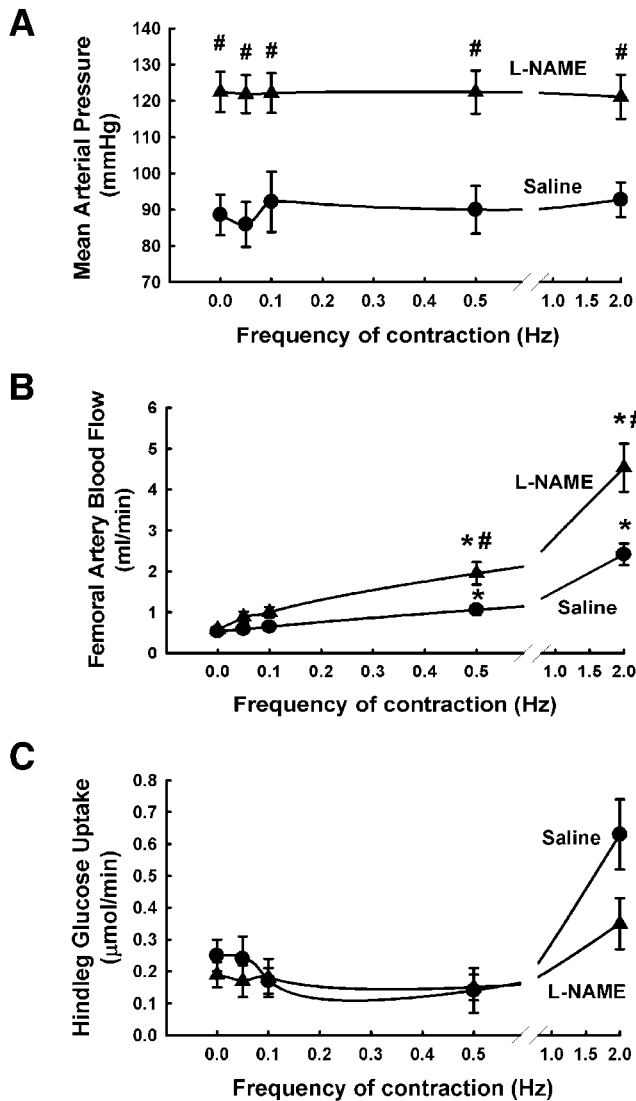 A
Mean Arterial Pressure
(mmHg)
140
130
120
110
100
90
80
70
# # # # #
L-NAME
Saline
0.0 0.1 0.2 0.3 0.4 0.5 1.0 1.5 2.0
Frequency of contraction (Hz)
B
Femoral Artery Blood Flow
(ml/min)
6
5
4
3
2
1
0
*#
L-NAME
*
*#
*
Saline
0.0 0.1 0.2 0.3 0.4 0.5 1.0 1.5 2.0
Frequency of contraction (Hz)
C
Hindleg Glucose Uptake
(μmol/min)
0.8
0.7
0.6
0.5
0.4
0.3
0.2
0.1
0.0
Saline
L-NAME
0.0 0.1 0.2 0.3 0.4 0.5 1.0 1.5 2.0
Frequency of contraction (Hz)